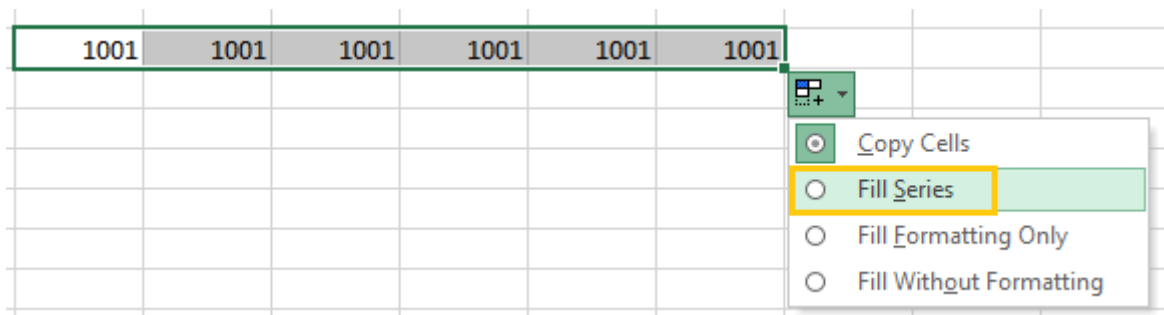 1001 1001 1001 1001 1001 1001
Copy Cells
Fill Series
Fill Formatting Only
Fill Without Formatting